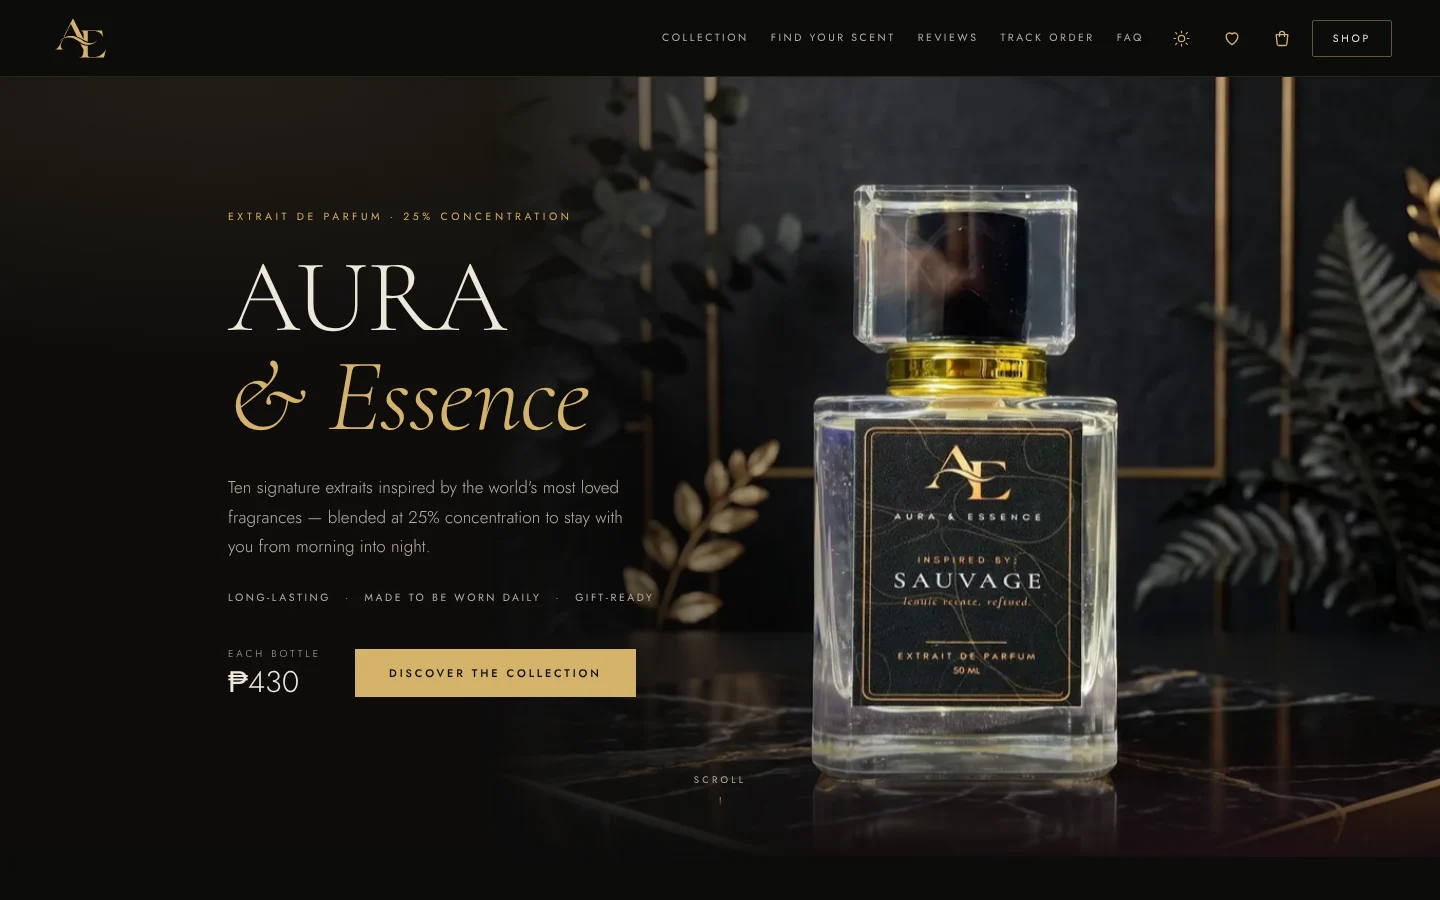 AE
COLLECTION FIND YOUR SCENT REVIEWS TRACK ORDER FAQ SHOP
EXTRAIT DE PARFUM · 25% CONCENTRATION
AURA
& Essence
Ten signature extraits inspired by the world's most loved
fragrances — blended at 25% concentration to stay with
you from morning into night.
LONG-LASTING · MADE TO BE WORN DAILY · GIFT-READY
EACH BOTTLE
₱430
DISCOVER THE COLLECTION
SCROLL
AE
AURA & ESSENCE
INSPIRED BY:
SAUVAGE
Iconic scents, refined.
EXTRAIT DE PARFUM
50 ML